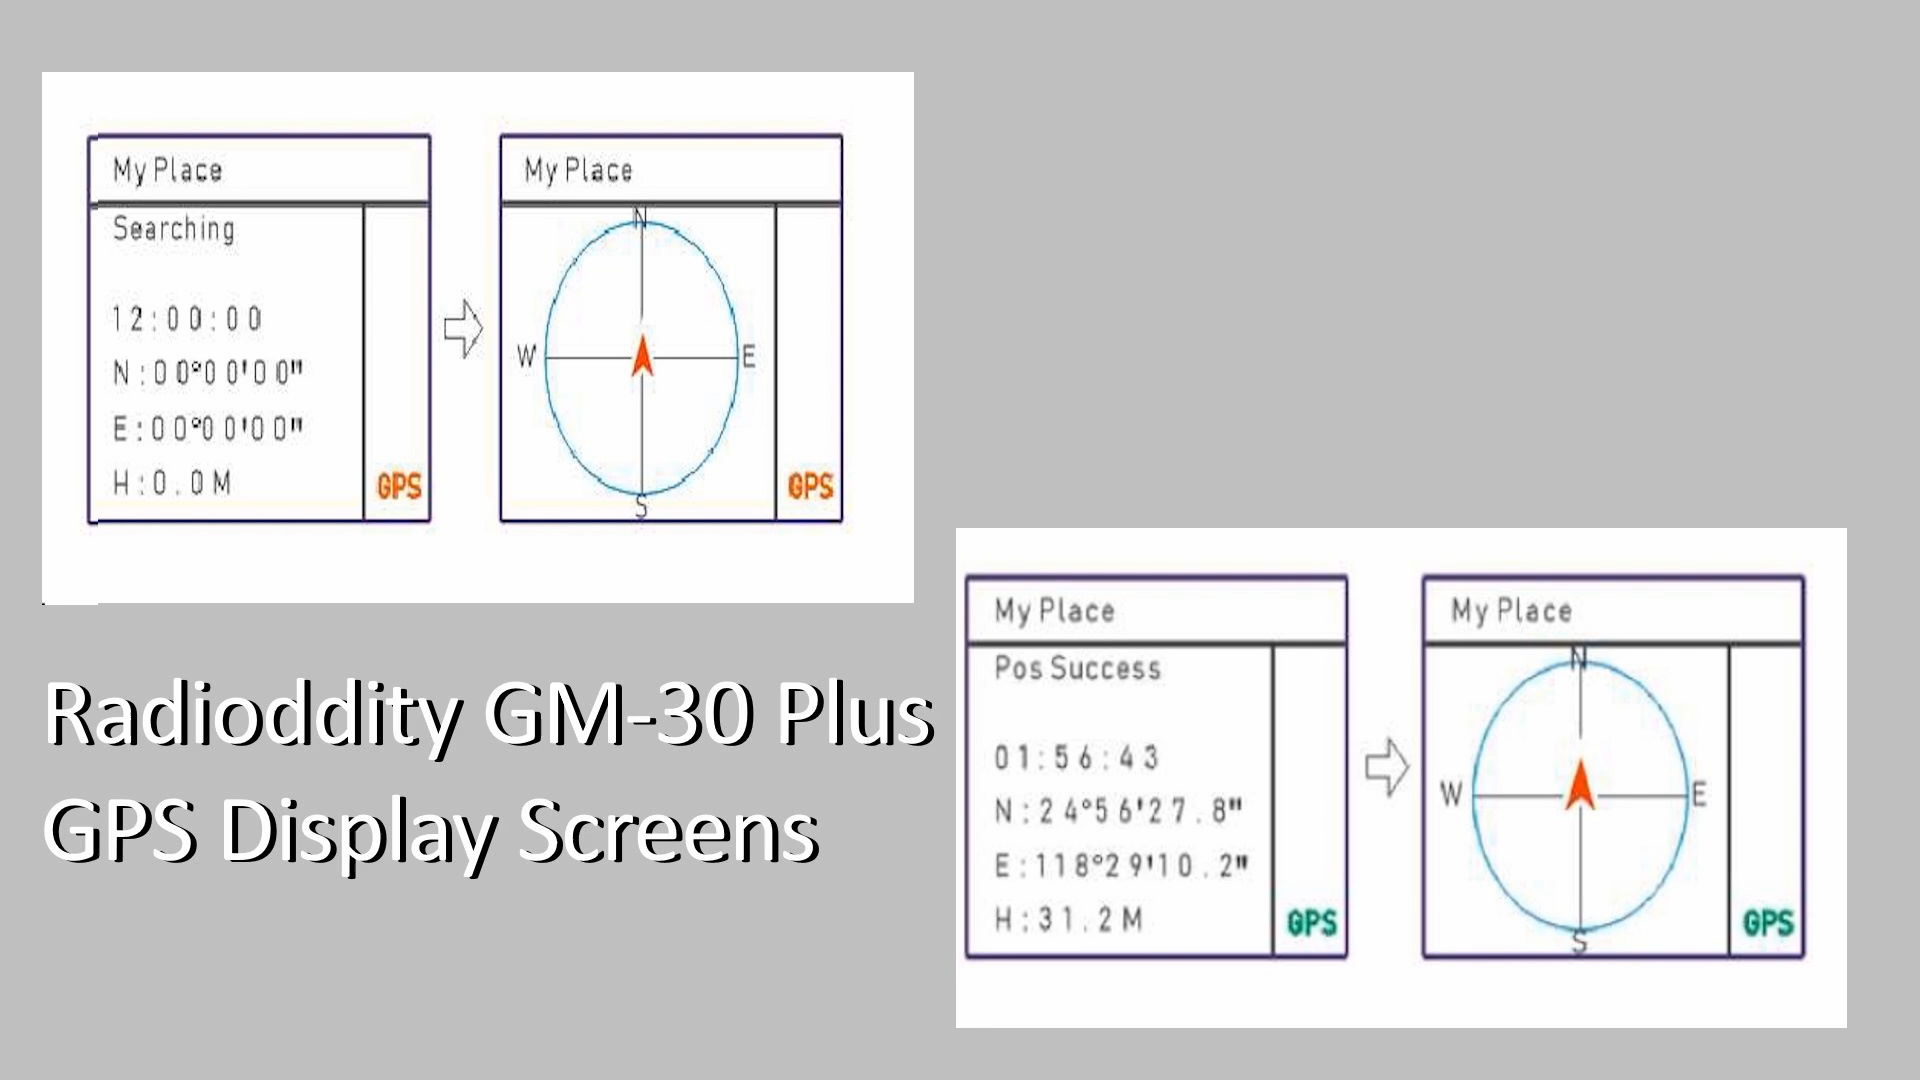 My Place
Searching
12:00:00
N:00°00'00"
E:00°00'00"
H:0.0M
GPS
My Place
N
W
E
S
GPS
Radioddity GM-30 Plus
GPS Display Screens
My Place
Pos Success
01:56:43
N:24°56'27.8"
E:118°29'10.2"
H:31.2M
GPS
My Place
N
W
E
S
GPS